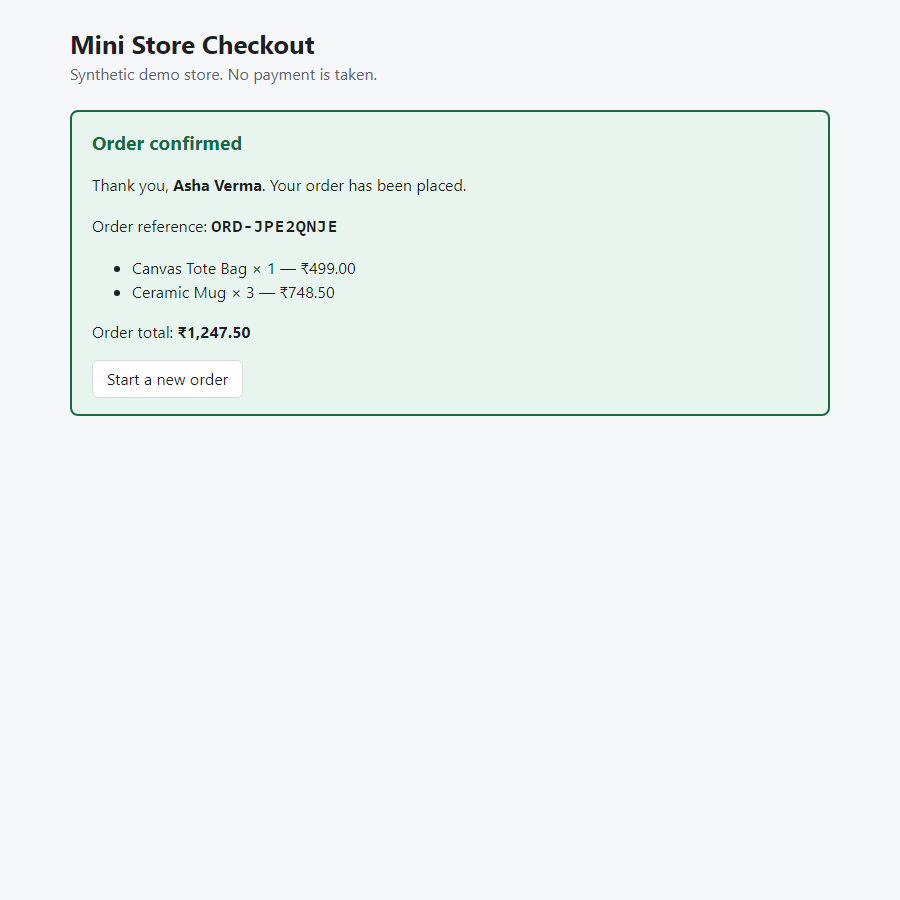 Mini Store Checkout
Synthetic demo store. No payment is taken.
Order confirmed
Thank you, Asha Verma. Your order has been placed.
Order reference: ORD-JPE2QNJE
• Canvas Tote Bag × 1 — ₹499.00
• Ceramic Mug × 3 — ₹748.50
Order total: ₹1,247.50
Start a new order